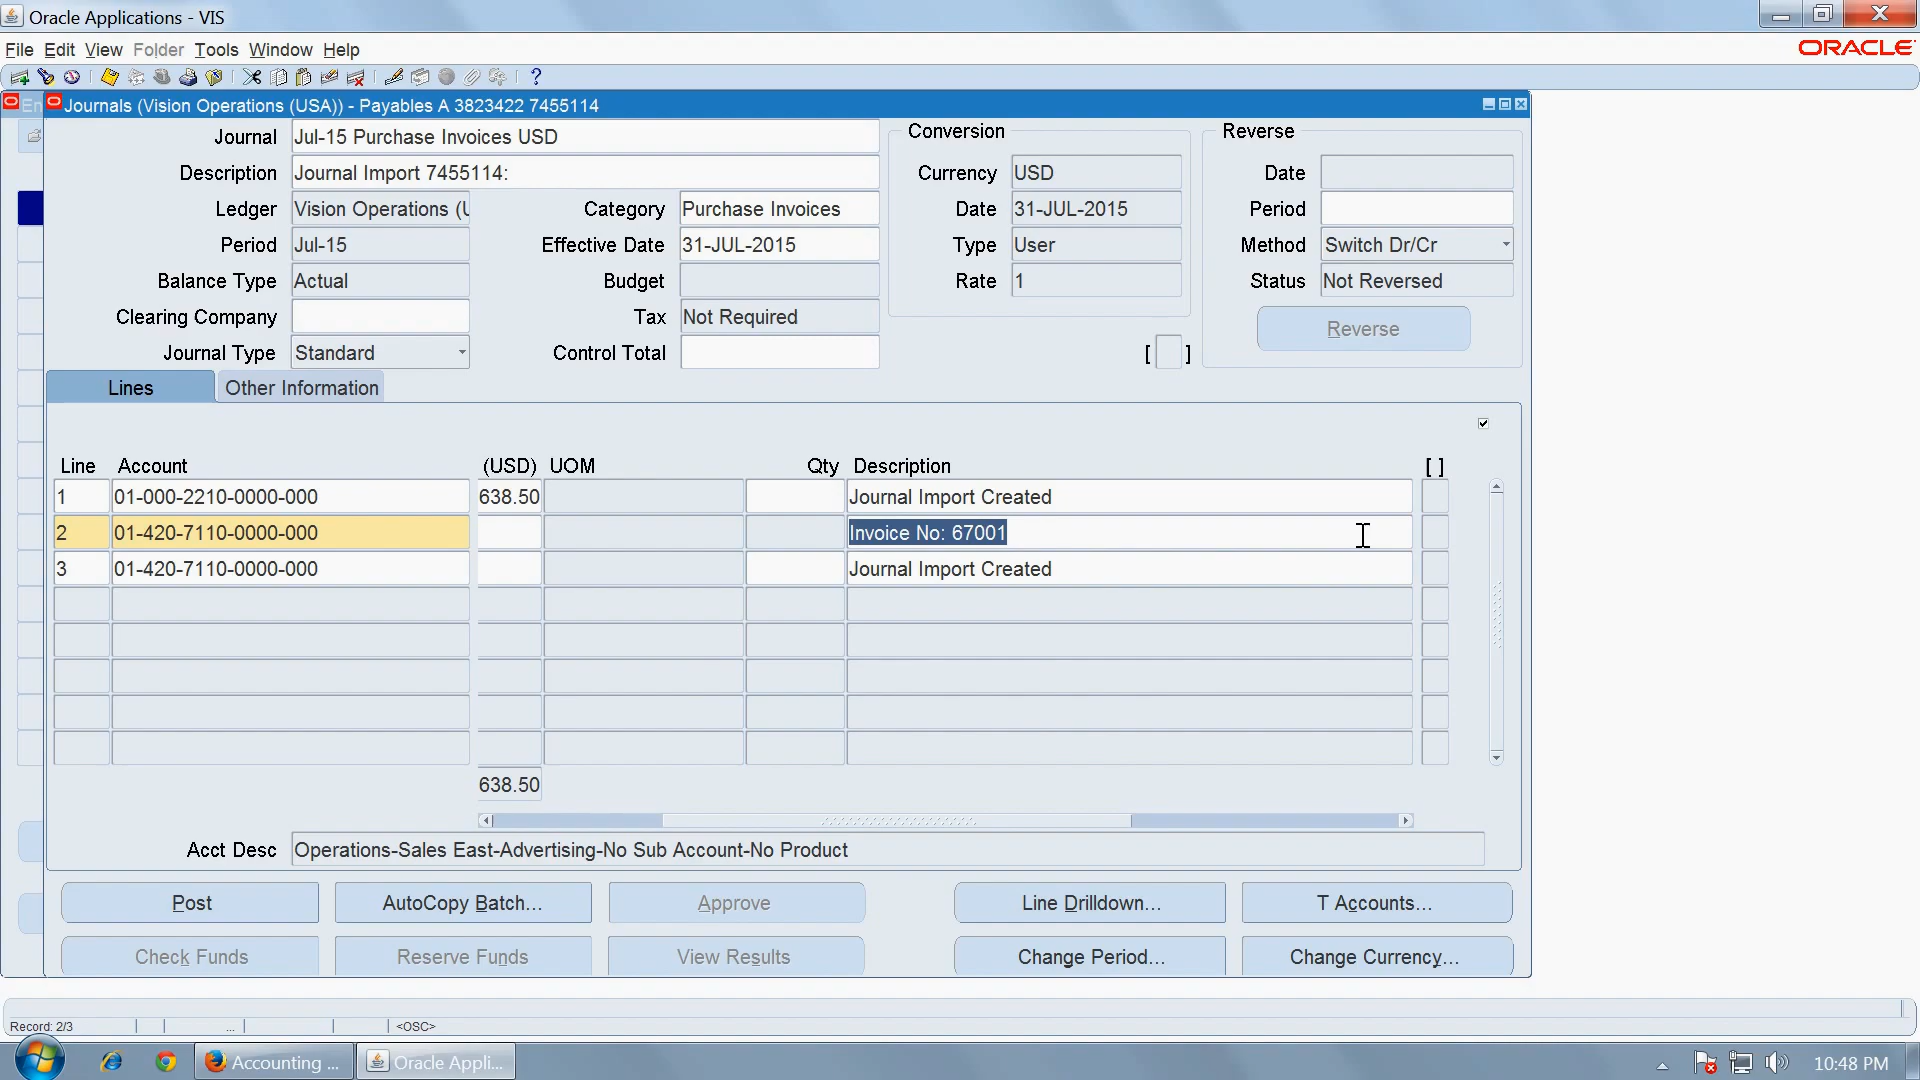 Oracle Applications - VIS
File Edit View Folder Tools Window Help
ORACLE
Journals (Vision Operations (USA)) - Payables A 3823422 7455114
Journal Jul-15 Purchase Invoices USD
Description Journal Import 7455114:
Ledger Vision Operations (U Category Purchase Invoices
Period Jul-15 Effective Date 31-JUL-2015
Balance Type Actual Budget
Clearing Company Tax Not Required
Journal Type Standard Control Total
Conversion
Currency USD
Date 31-JUL-2015
Type User
Rate 1
[ ]
Reverse
Date
Period
Method Switch Dr/Cr
Status Not Reversed
Reverse
Lines Other Information
Line Account (USD) UOM Qty Description [ ]
1 01-000-2210-0000-000 638.50 Journal Import Created
2 01-420-7110-0000-000 Invoice No: 67001
3 01-420-7110-0000-000 Journal Import Created
638.50
Acct Desc Operations-Sales East-Advertising-No Sub Account-No Product
Post AutoCopy Batch... Approve Line Drilldown... T Accounts...
Check Funds Reserve Funds View Results Change Period... Change Currency...
Record: 2/3 ... <OSC>
Accounting ... Oracle Appli... 10:48 PM